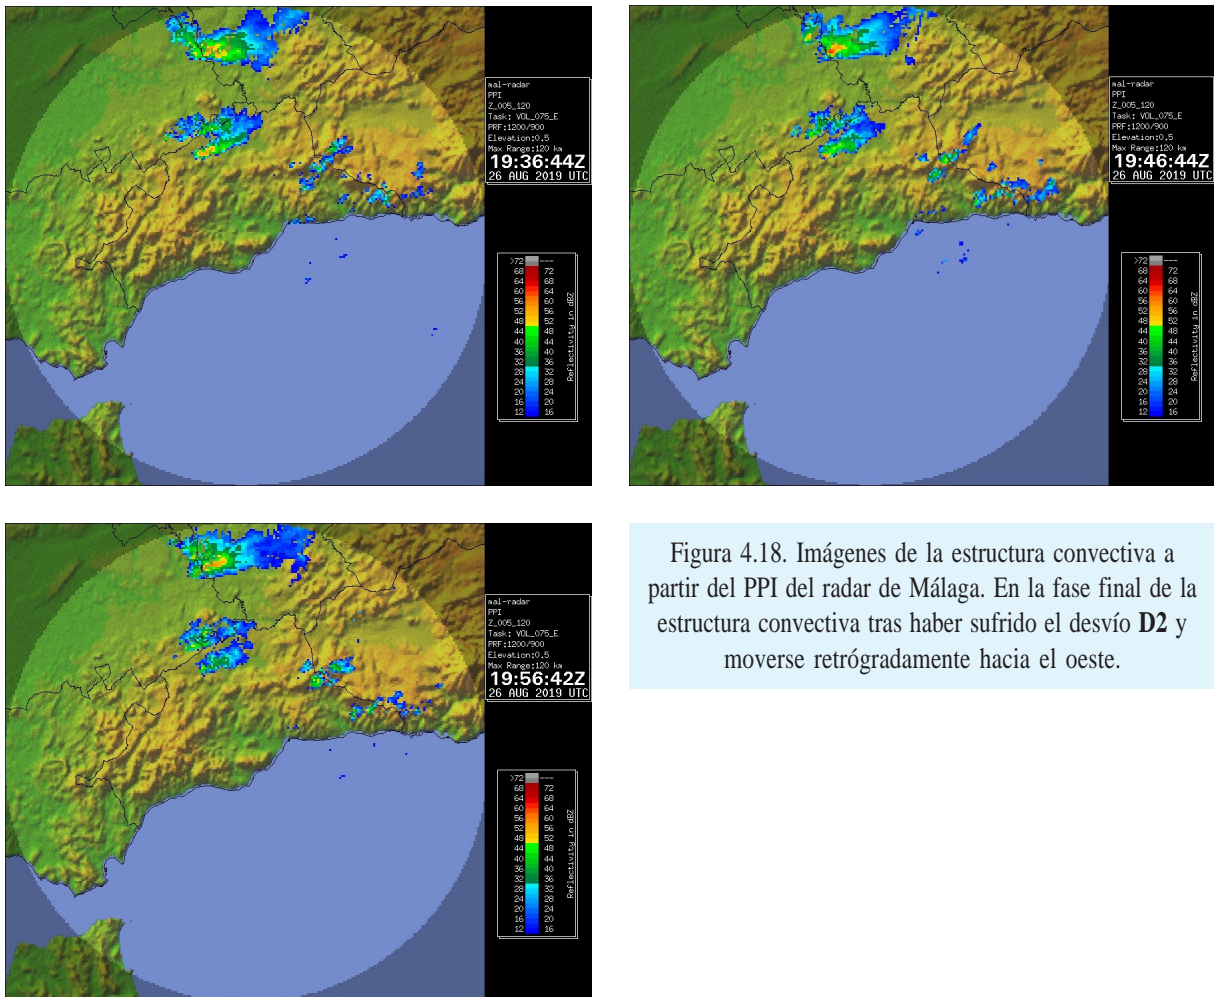 mal-radar
PPI
Z_005_120
Task: VOL_075_E
PRF:1200/900
Elevation:0.5
Max Range:120 km
19:36:44Z
26 AUG 2019 UTC
>72 ---
68 72
64 68
60 64
56 60
52 56
48 52
44 48
40 44
36 40
32 36
28 32
24 28
20 24
16 20
12 16
Reflectivity in dBZ
mal-radar
PPI
Z_005_120
Task: VOL_075_E
PRF:1200/900
Elevation:0.5
Max Range:120 km
19:46:44Z
26 AUG 2019 UTC
>72 ---
68 72
64 68
60 64
56 60
52 56
48 52
44 48
40 44
36 40
32 36
28 32
24 28
20 24
16 20
12 16
Reflectivity in dBZ
mal-radar
PPI
Z_005_120
Task: VOL_075_E
PRF:1200/900
Elevation:0.5
Max Range:120 km
19:56:42Z
26 AUG 2019 UTC
>72 ---
68 72
64 68
60 64
56 60
52 56
48 52
44 48
40 44
36 40
32 36
28 32
24 28
20 24
16 20
12 16
Reflectivity in dBZ
Figura 4.18. Imágenes de la estructura convectiva a
partir del PPI del radar de Málaga. En la fase final de la
estructura convectiva tras haber sufrido el desvío D2 y
moverse retrógradamente hacia el oeste.